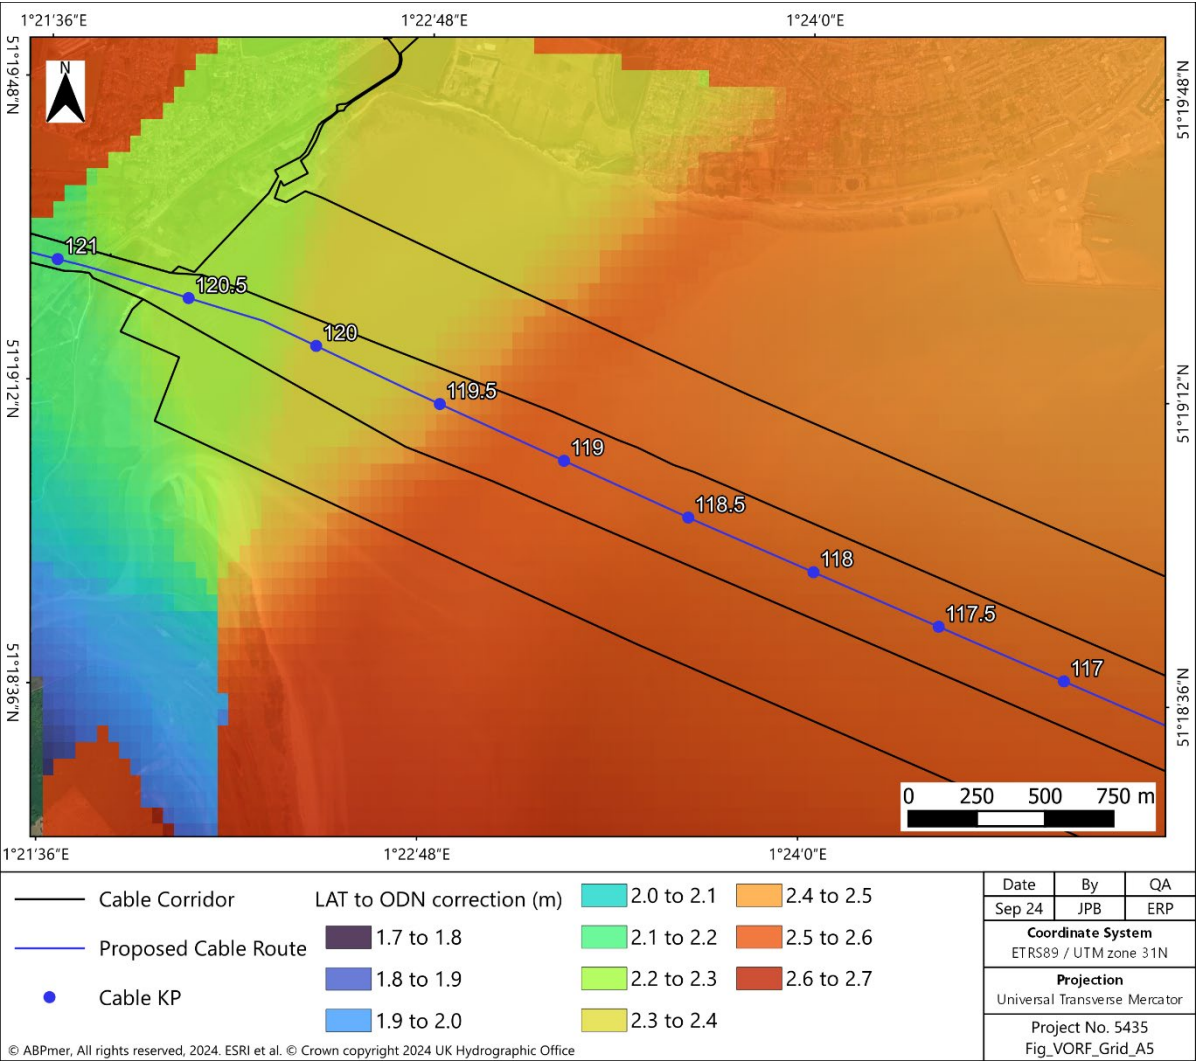 1°21'36"E 1°22'48"E 1°24'0"E
51°19'48"N
51°19'48"N
N
121
120.5
120
119.5
51°19'12"N
51°19'12"N
119
118.5
118
117.5
117
51°18'36"N
51°18'36"N
0 250 500 750 m
1°21'36"E 1°22'48"E 1°24'0"E
Cable Corridor
Proposed Cable Route
Cable KP
LAT to ODN correction (m)
1.7 to 1.8
1.8 to 1.9
1.9 to 2.0
2.0 to 2.1
2.1 to 2.2
2.2 to 2.3
2.3 to 2.4
2.4 to 2.5
2.5 to 2.6
2.6 to 2.7
Date By QA
Sep 24 JPB ERP
Coordinate System
ETRS89 / UTM zone 31N
Projection
Universal Transverse Mercator
Project No. 5435
Fig_VORF_Grid_A5
© ABPmer, All rights reserved, 2024. ESRI et al. © Crown copyright 2024 UK Hydrographic Office